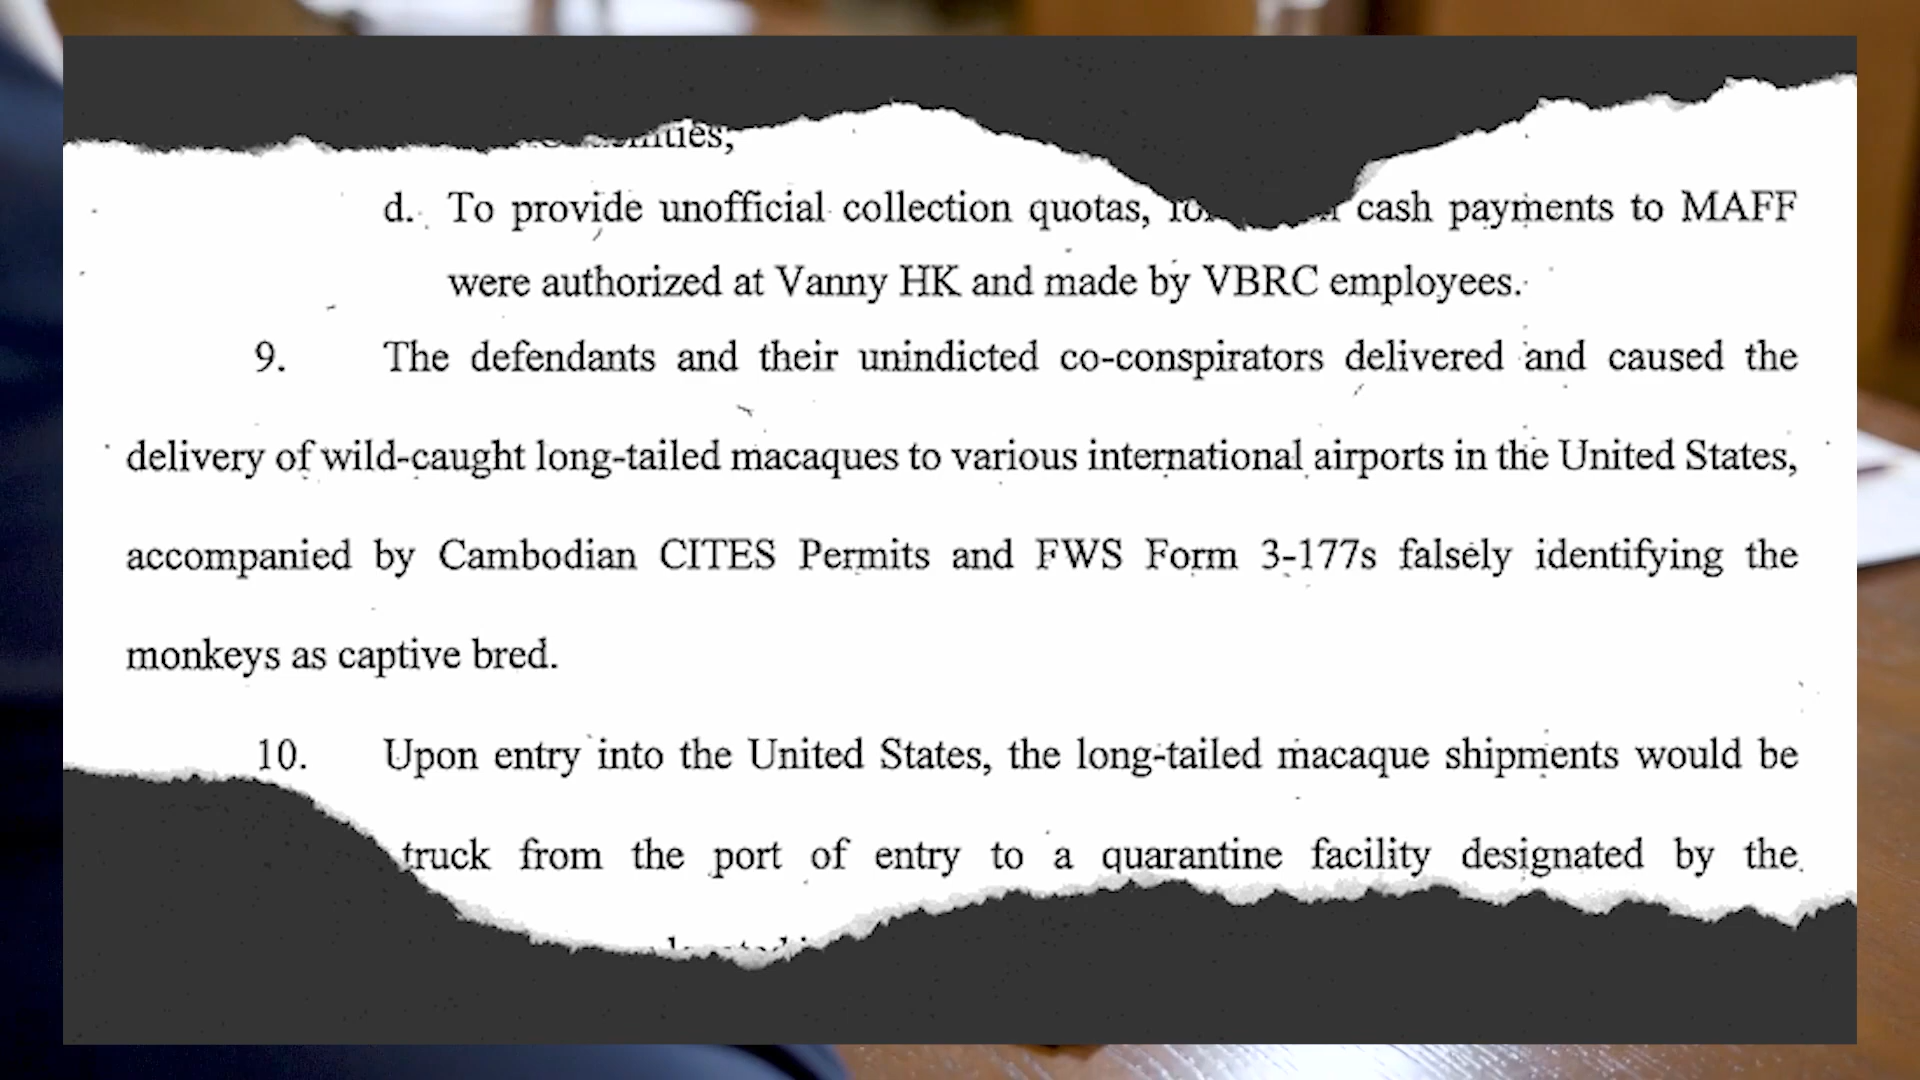 d. To provide unofficial collection quotas, cash payments to MAFF
were authorized at Vanny HK and made by VBRC employees.
9. The defendants and their unindicted co-conspirators delivered and caused the
delivery of wild-caught long-tailed macaques to various international airports in the United States,
accompanied by Cambodian CITES Permits and FWS Form 3-177s falsely identifying the
monkeys as captive bred.
10. Upon entry into the United States, the long-tailed macaque shipments would be
truck from the port of entry to a quarantine facility designated by the